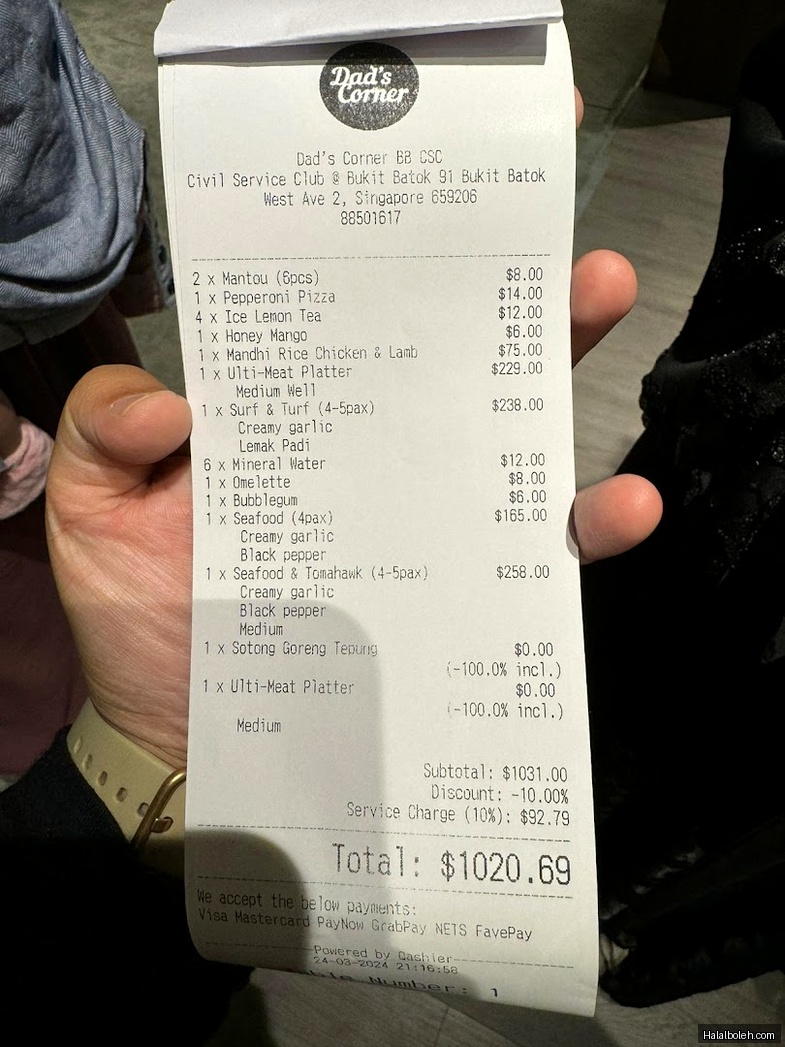 Dad's
Corner
Dad's Corner BB CSC
Civil Service Club @ Bukit Batok 91 Bukit Batok
West Ave 2, Singapore 659206
88501617
2 x Mantou (6pcs) $8.00
1 x Pepperoni Pizza $14.00
4 x Ice Lemon Tea $12.00
1 x Honey Mango $6.00
1 x Mandhi Rice Chicken & Lamb $75.00
1 x Ulti-Meat Platter $229.00
Medium Well
1 x Surf & Turf (4-5pax) $238.00
Creamy garlic
Lemak Padi
6 x Mineral Water $12.00
1 x Omelette $8.00
1 x Bubblegum $6.00
1 x Seafood (4pax) $165.00
Creamy garlic
Black pepper
1 x Seafood & Tomahawk (4-5pax) $258.00
Creamy garlic
Black pepper
Medium
1 x Sotong Goreng Tepung $0.00
(-100.0% incl.)
1 x Ulti-Meat Platter $0.00
(-100.0% incl.)
Medium
Subtotal: $1031.00
Discount: -10.00%
Service Charge (10%): $92.79
Total: $1020.69
We accept the below payments:
Visa Mastercard PayNow GrabPay NETS FavePay
Powered by Qashier
24-03-2024 21:16:58
Number: 1
Halalboleh.com